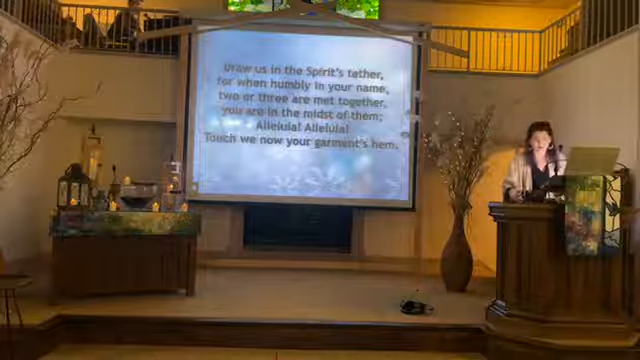 Draw us in the Spirit's tether,
for when humbly in your name,
two or three are met together,
you are in the midst of them;
Alleluia! Alleluia!
Touch we now your garment's hem.